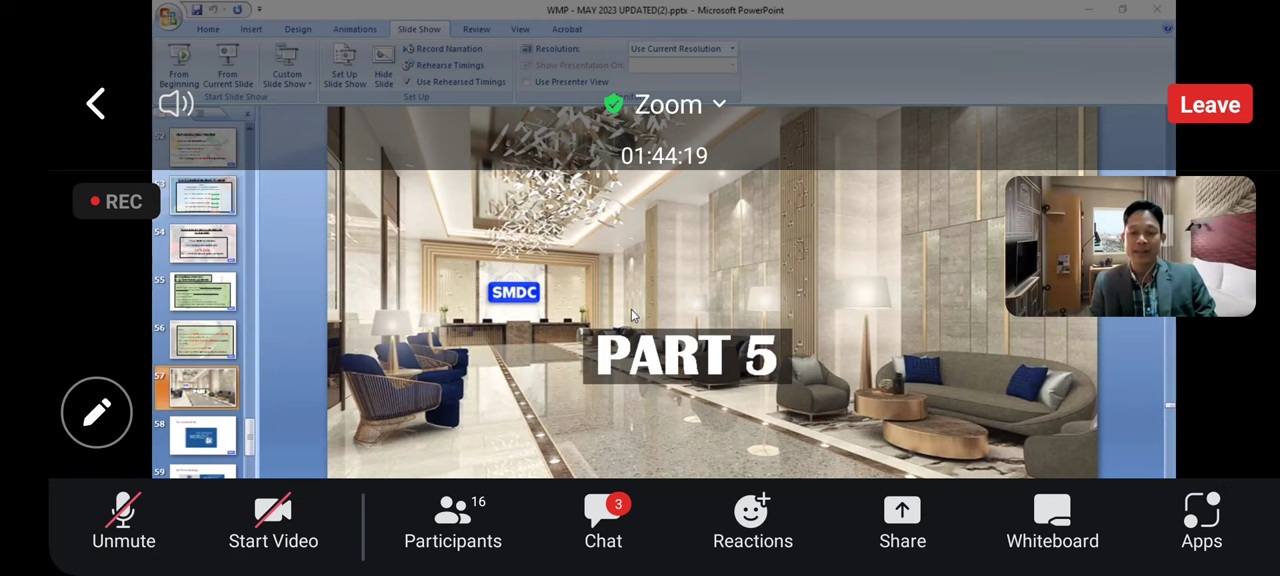 WMP - MAY 2023 UPDATED(2).pptx - Microsoft PowerPoint
Home Insert Design Animations Slide Show Review View Acrobat
From Beginning
From Current Slide
Custom Slide Show
Set Up Slide Show
Hide Slide
Record Narration
Rehearse Timings
Use Rehearsed Timings
Resolution: Use Current Resolution
Show Presentation On:
Use Presenter View
Start Slide Show
Set Up
Zoom
Leave
01:44:19
REC
52
53
54
55
56
57
58
59
SMDC
PART 5
Unmute
Start Video
16
Participants
3
Chat
Reactions
Share
Whiteboard
Apps